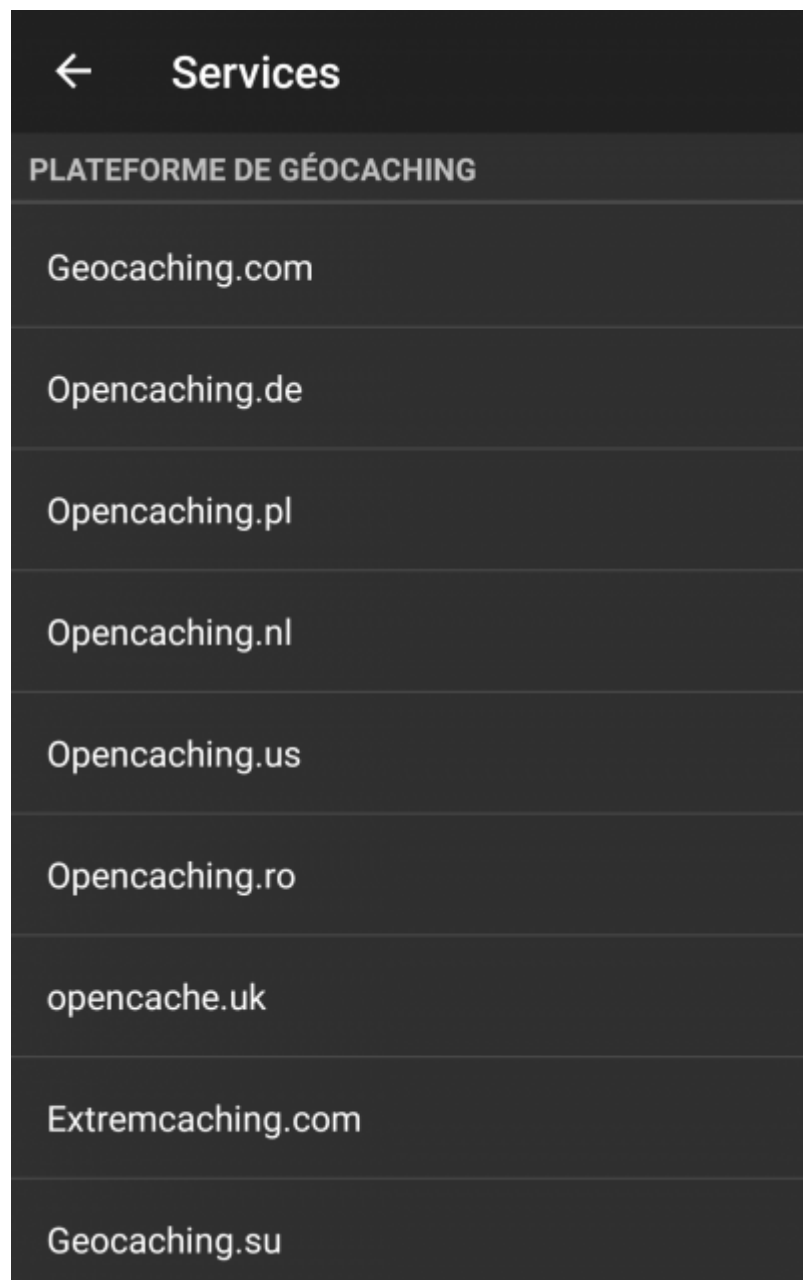 Services
PLATEFORME DE GÉOCACHING
Geocaching.com
Opencaching.de
Opencaching.pl
Opencaching.nl
Opencaching.us
Opencaching.ro
opencache.uk
Extremcaching.com
Geocaching.su